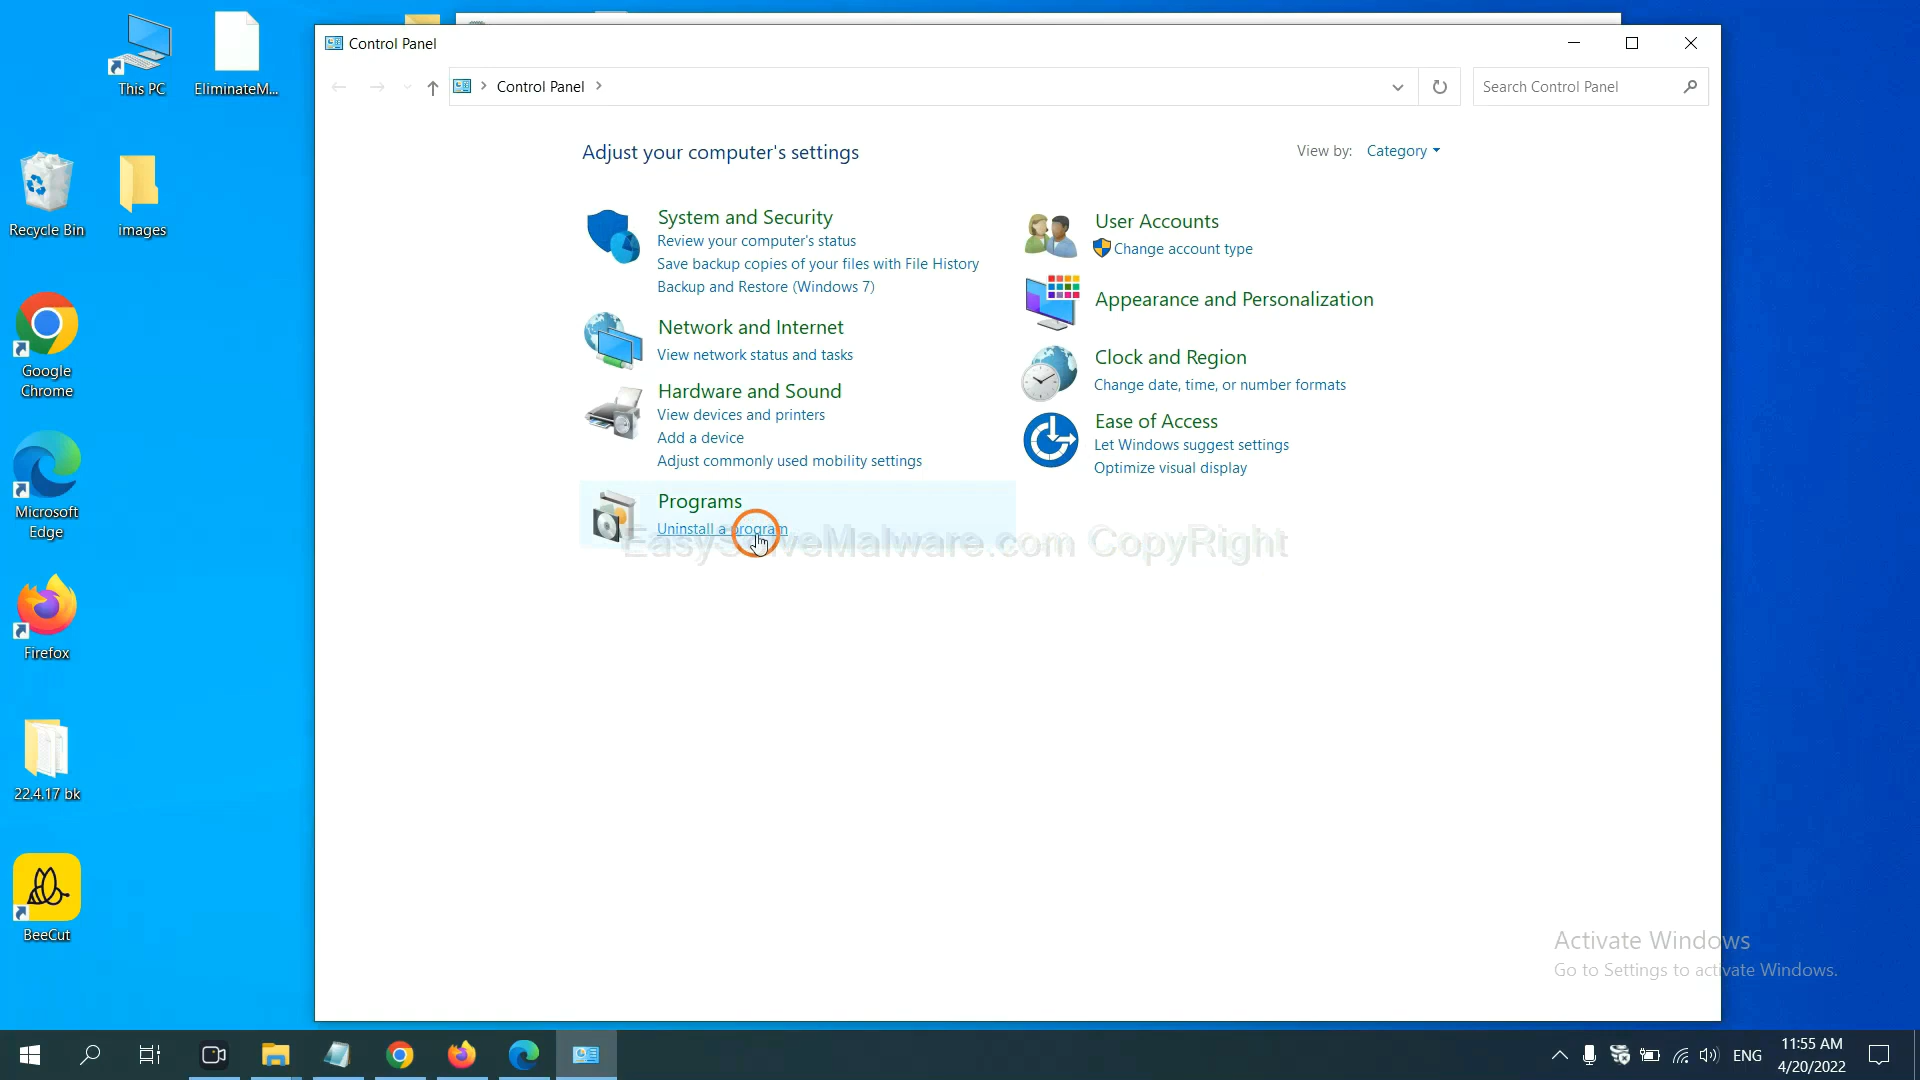 Control Panel
Control Panel
Search Control Panel
Adjust your computer's settings
View by: Category
System and Security
Review your computer's status
Save backup copies of your files with File History
Backup and Restore (Windows 7)
Network and Internet
View network status and tasks
Hardware and Sound
View devices and printers
Add a device
Adjust commonly used mobility settings
Programs
Uninstall a program
User Accounts
Change account type
Appearance and Personalization
Clock and Region
Change date, time, or number formats
Ease of Access
Let Windows suggest settings
Optimize visual display
CopyRight
This PC
EliminateM...
Recycle Bin
images
Google
Chrome
Microsoft
Edge
Firefox
22.4.17 bk
BeeCut
Activate Windows
Go to Settings to activate Windows.
ENG
11:55 AM
4/20/2022